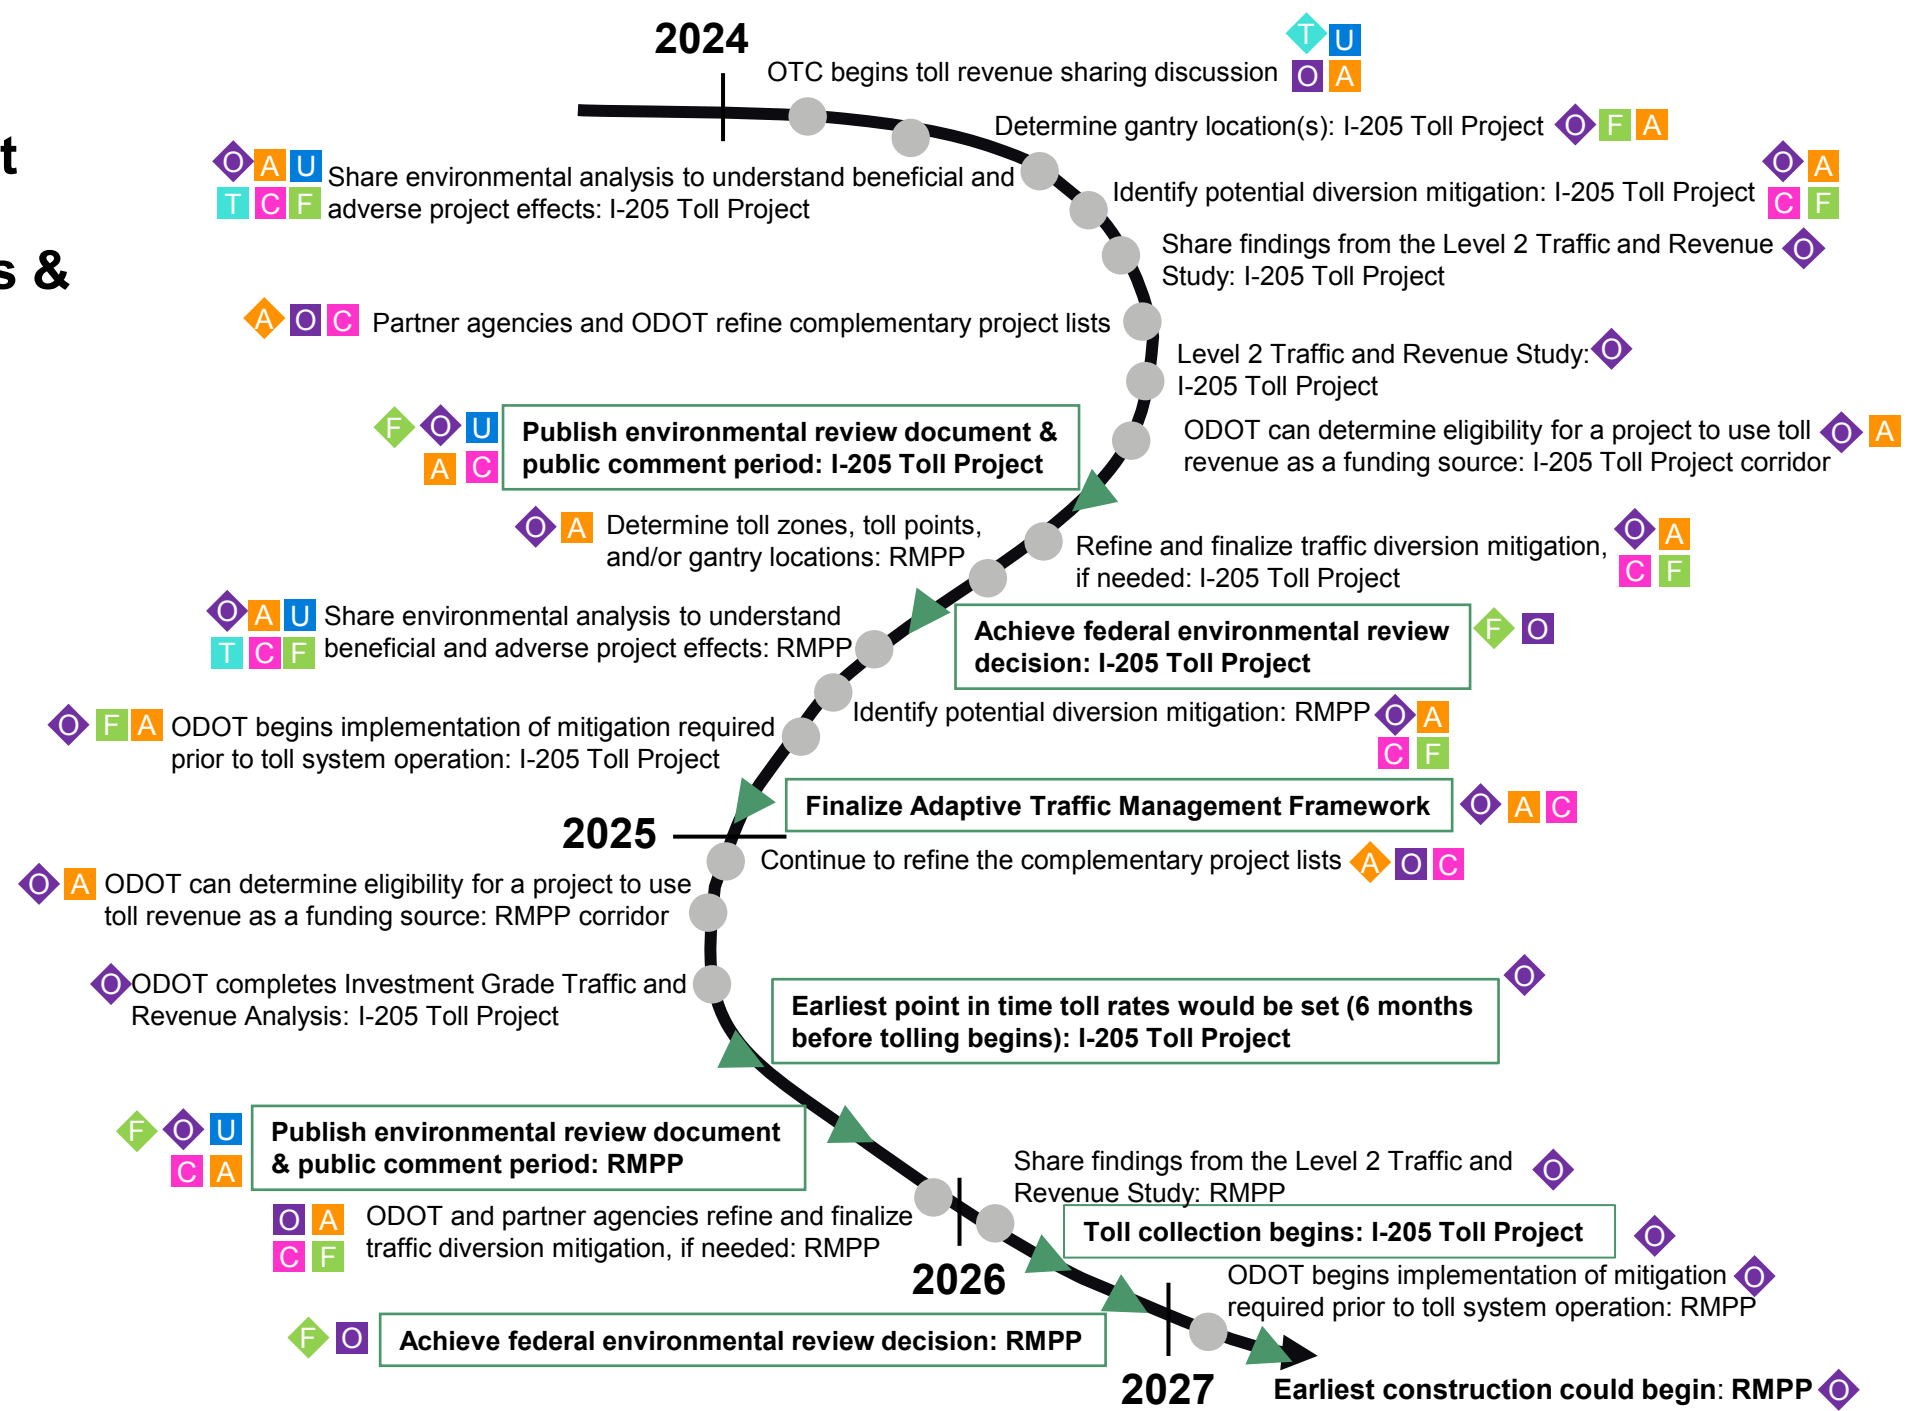 t
s &
2024
T U
OTC begins toll revenue sharing discussion O A
Determine gantry location(s): I-205 Toll Project O F A
O A U
T C F
Share environmental analysis to understand beneficial and
adverse project effects: I-205 Toll Project
Identify potential diversion mitigation: I-205 Toll Project
O A
C F
Share findings from the Level 2 Traffic and Revenue O
Study: I-205 Toll Project
A O C Partner agencies and ODOT refine complementary project lists
Level 2 Traffic and Revenue Study: O
I-205 Toll Project
F O U
A C
Publish environmental review document &
public comment period: I-205 Toll Project
ODOT can determine eligibility for a project to use toll O A
revenue as a funding source: I-205 Toll Project corridor
O A Determine toll zones, toll points,
and/or gantry locations: RMPP
Refine and finalize traffic diversion mitigation,
if needed: I-205 Toll Project
O A
C F
O A U
T C F
Share environmental analysis to understand
beneficial and adverse project effects: RMPP
Achieve federal environmental review
decision: I-205 Toll Project
F O
O F A ODOT begins implementation of mitigation required
prior to toll system operation: I-205 Toll Project
Identify potential diversion mitigation: RMPP O A
C F
Finalize Adaptive Traffic Management Framework O A C
2025
Continue to refine the complementary project lists A O C
O A ODOT can determine eligibility for a project to use
toll revenue as a funding source: RMPP corridor
O ODOT completes Investment Grade Traffic and
Revenue Analysis: I-205 Toll Project
Earliest point in time toll rates would be set (6 months
before tolling begins): I-205 Toll Project
O
F O U
C A
Publish environmental review document
& public comment period: RMPP
Share findings from the Level 2 Traffic and
Revenue Study: RMPP
O
O A
C F
ODOT and partner agencies refine and finalize
traffic diversion mitigation, if needed: RMPP
Toll collection begins: I-205 Toll Project O
2026
ODOT begins implementation of mitigation O
required prior to toll system operation: RMPP
F O Achieve federal environmental review decision: RMPP
2027
Earliest construction could begin: RMPP O